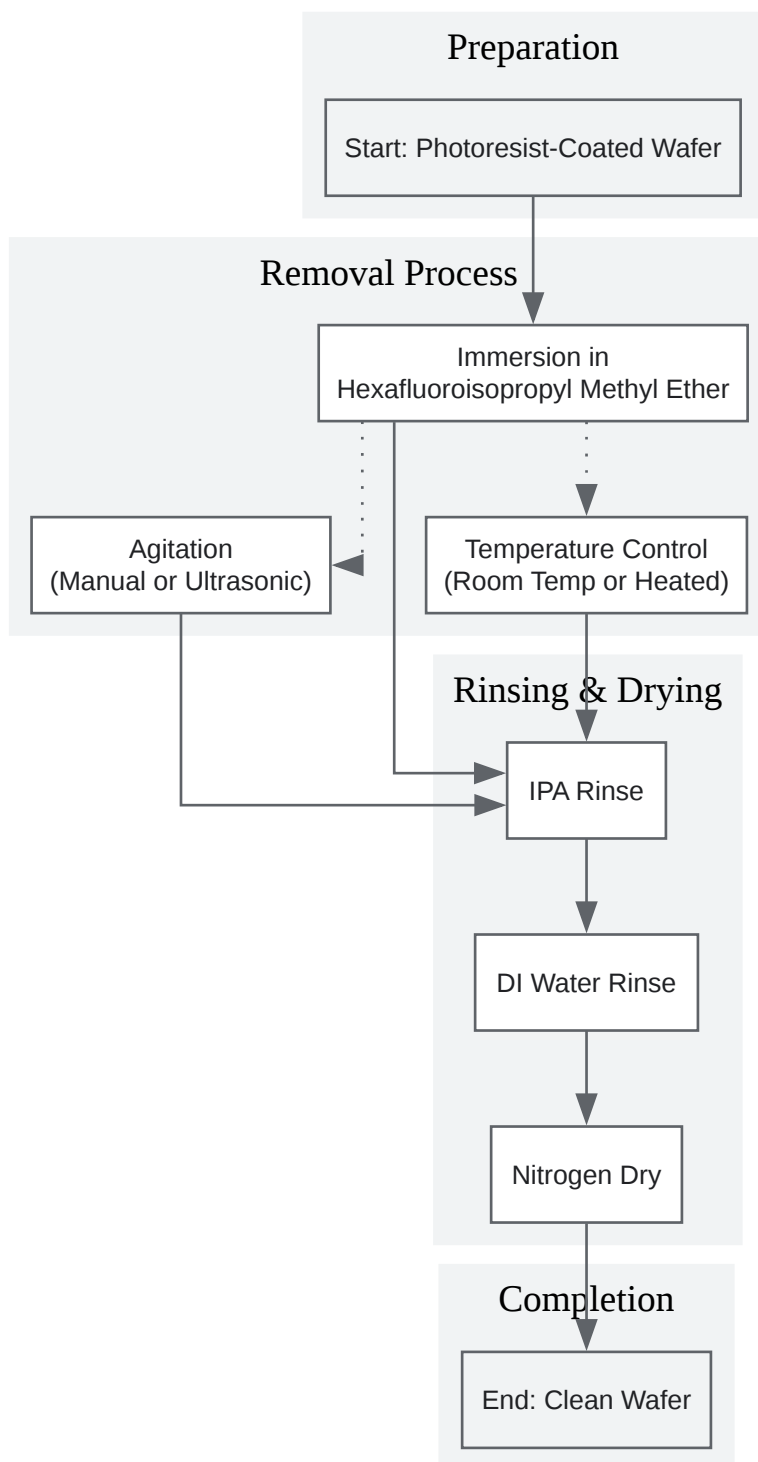 Preparation
Start: Photoresist-Coated Wafer
Removal Process
Immersion in
Hexafluoroisopropyl Methyl Ether
Agitation
(Manual or Ultrasonic)
Temperature Control
(Room Temp or Heated)
Rinsing & Drying
IPA Rinse
DI Water Rinse
Nitrogen Dry
Completion
End: Clean Wafer